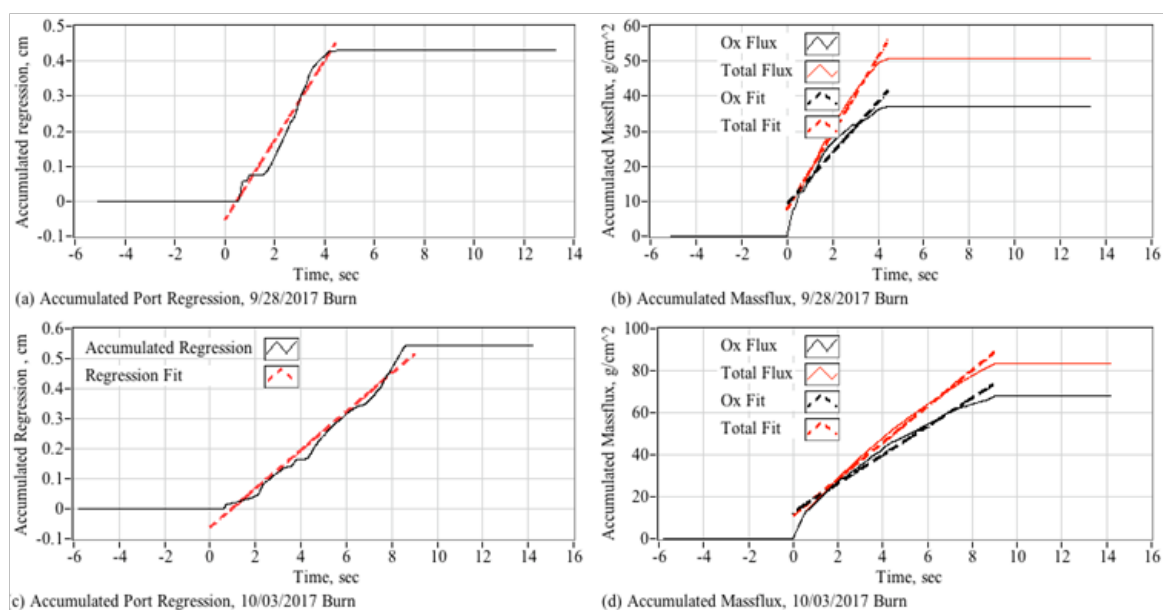 0.5
0.4
0.3
0.2
0.1
0
-0.1
Accumulated regression, cm
-6 -4 -2 0 2 4 6 8 10 12 14
Time, sec
(a) Accumulated Port Regression, 9/28/2017 Burn
Ox Flux
Total Flux
Ox Fit
Total Fit
60
50
40
30
20
10
0
Accumulated Massflux, g/cm^2
-6 -4 -2 0 2 4 6 8 10 12 14 16
Time, sec
(b) Accumulated Massflux, 9/28/2017 Burn
Accumulated Regression
Regression Fit
0.6
0.5
0.4
0.3
0.2
0.1
0
-0.1
Accumulated Regression , cm
-6 -4 -2 0 2 4 6 8 10 12 14 16
Time, sec
c) Accumulated Port Regression, 10/03/2017 Burn
Ox Flux
Total Flux
Ox Fit
Total Fit
100
80
60
40
20
0
Accumulated Massflux, g/cm^2
-6 -4 -2 0 2 4 6 8 10 12 14 16
Time, sec
(d) Accumulated Massflux, 10/03/2017 Burn